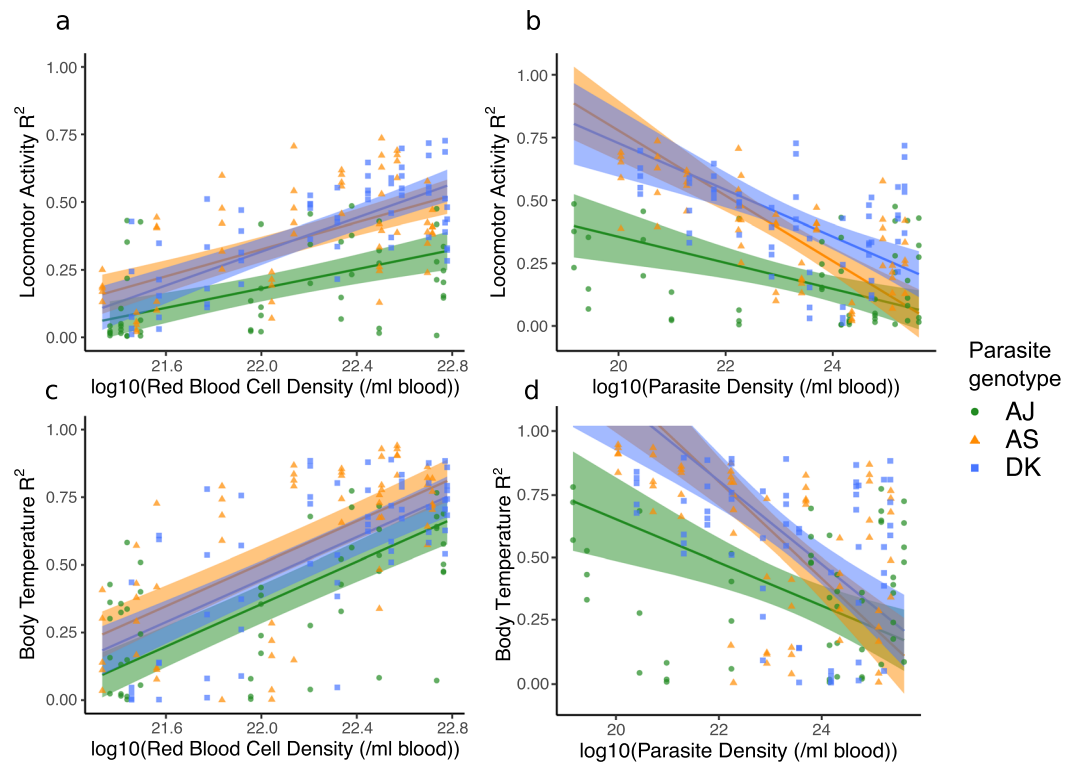 a
b
1.00
0.75
0.50
0.25
0.00
Locomotor Activity R²
21.6 22.0 22.4 22.8
log10(Red Blood Cell Density (/ml blood))
1.00
0.75
0.50
0.25
0.00
Locomotor Activity R²
20 22 24
log10(Parasite Density (/ml blood))
c
d
1.00
0.75
0.50
0.25
0.00
Body Temperature R²
21.6 22.0 22.4 22.8
log10(Red Blood Cell Density (/ml blood))
1.00
0.75
0.50
0.25
0.00
Body Temperature R²
20 22 24
log10(Parasite Density (/ml blood))
Parasite
genotype
AJ
AS
DK